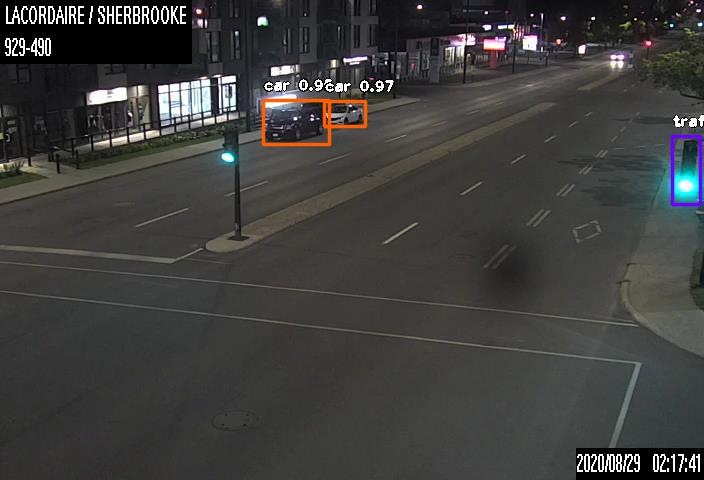 LACORDAIRE / SHERBROOKE
929-490
car 0.9
car 0.97
traf
2020/08/29 02:17:41